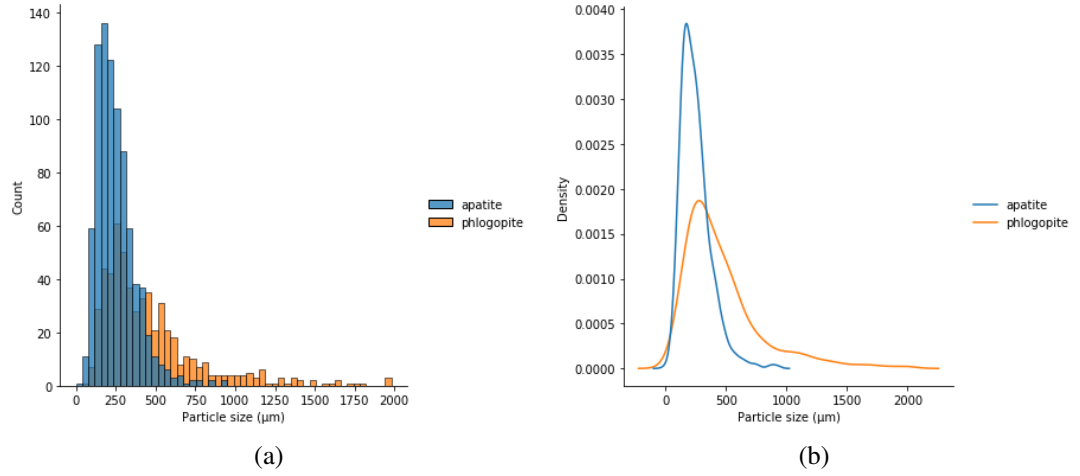 140
120
100
80
60
40
20
0
Count
0 250 500 750 1000 1250 1500 1750 2000
Particle size (μm)
apatite
phlogopite
(a)
0.0040
0.0035
0.0030
0.0025
0.0020
0.0015
0.0010
0.0005
0.0000
Density
0 500 1000 1500 2000
Particle size (μm)
apatite
phlogopite
(b)